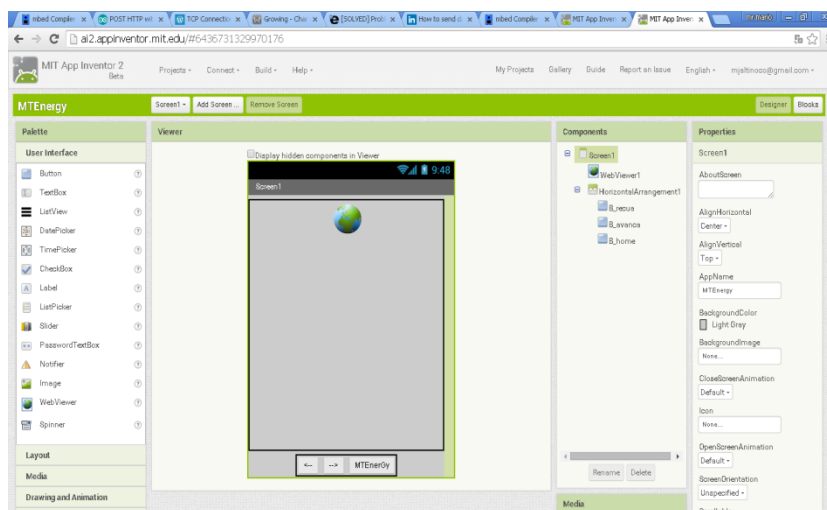 mbed Compiler x POST HTTP wi x TCP Connectio x Growing - Cha x [SOLVED] Probl x How to send d x mbed Compiler x MIT App Inven x MIT App Inven x
ai2.appinventor.mit.edu/#6436731329970176
MIT App Inventor 2
Beta
Projects Connect Build Help My Projects Gallery Guide Report an Issue English mjsltinoso@gmail.com
MTEnergy Screen1 Add Screen ... Remove Screen Designer Blocks
Palette Viewer Components Properties
User Interface
Display hidden components in Viewer
Screen1
Screen1
Button
9:48
WebViewer1
AboutScreen
TextBox
Screen1
HorizontalArrangement1
ListView
B_recua
DatePicker
B_avanca
AlignHorizontal
TimePicker
B_home
Center
CheckBox
AlignVertical
Label
Top
ListPicker
AppName
Slider
MTEnergy
PasswordTextBox
BackgroundColor
Notifier
Light Gray
Image
BackgroundImage
WebViewer
None...
Spinner
CloseScreenAnimation
Default
Icon
None...
Layout
OpenScreenAnimation
Media
<-- --> MTEnerGy
Rename Delete
Default
Drawing and Animation
ScreenOrientation
Media
Unspecified